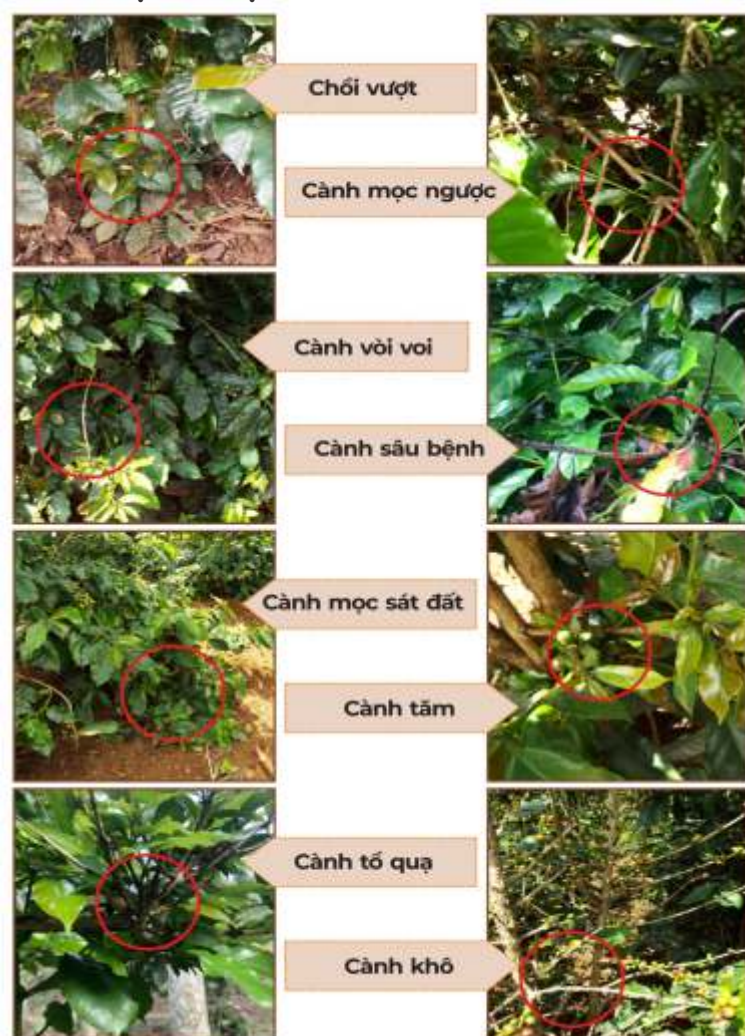 Chồi vượt
Cành mọc ngược
Cành vòi voi
Cành sâu bệnh
Cành mọc sát đất
Cành tăm
Cành tổ quạ
Cành khô